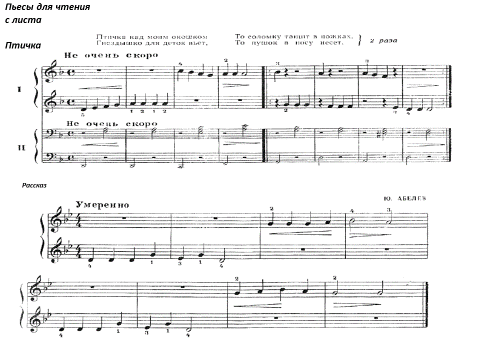 Пьесы для чтения
с листа
Птичка
Птичка над моим окошком То соломку тащит в ножках,
Гнездышко для деток вьет, То пушок в носу несет. } 2 раза
Не очень скоро
I
Не очень скоро
II
Рассказ
Ю. АБЕЛЕВ
Умеренно